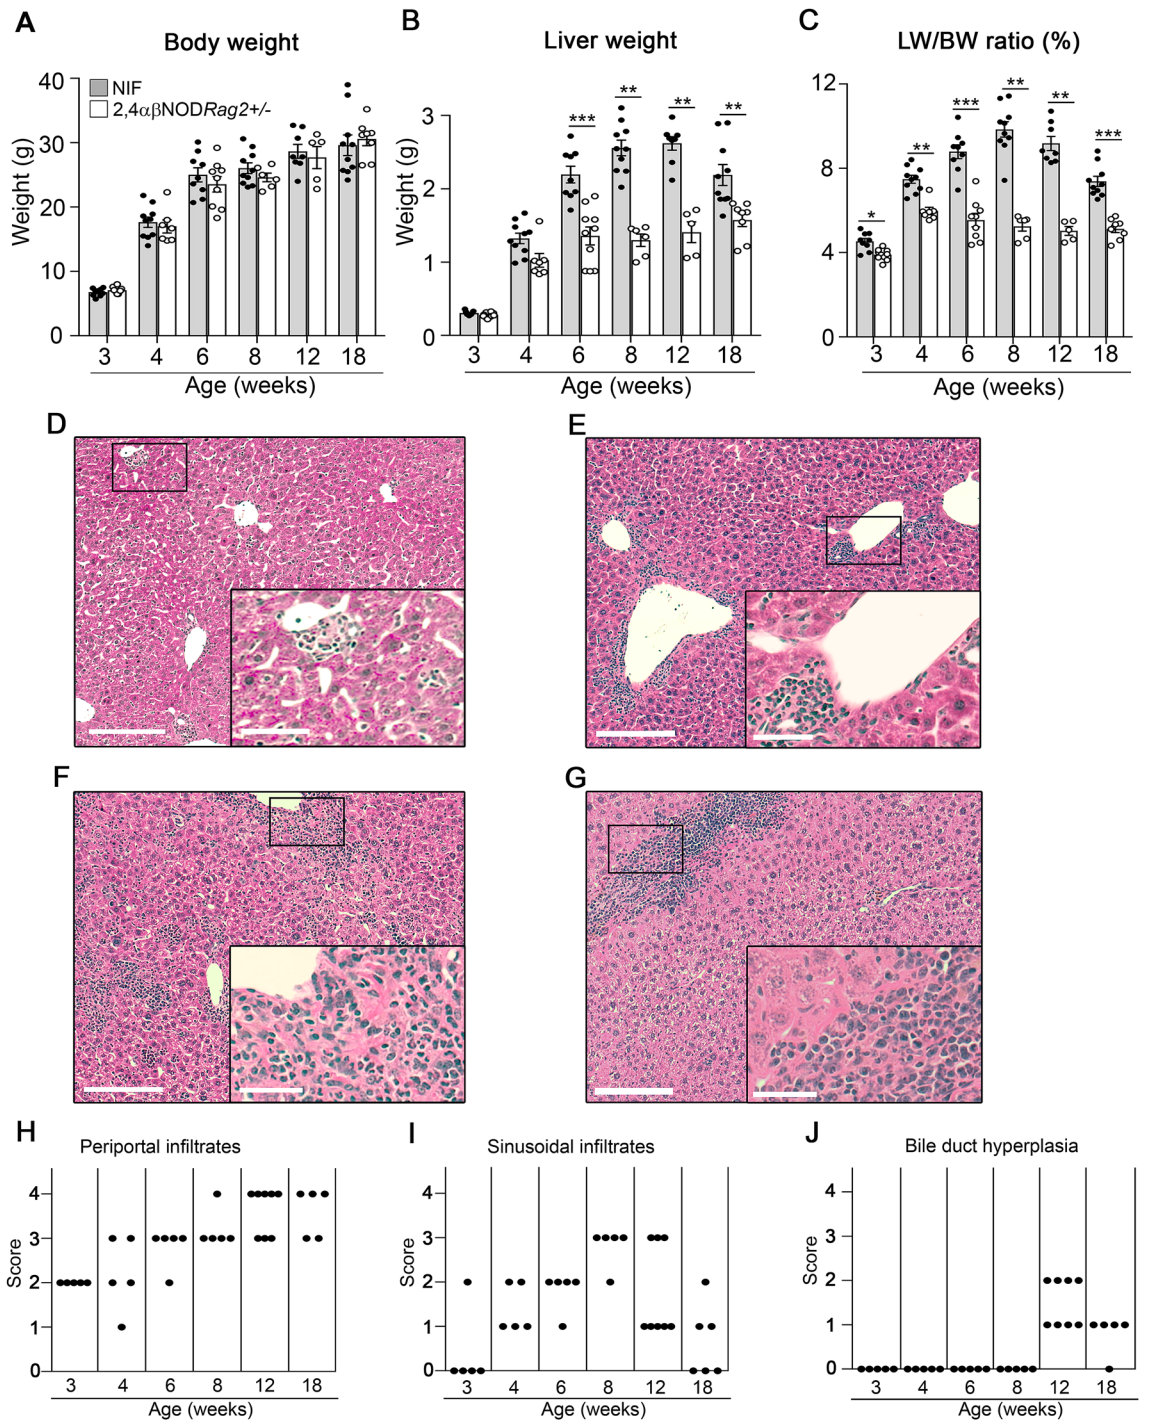 A
Body weight
Weight (g)
40
30
20
10
0
NIF
2,4αβNODRag2+/-
3 4 6 8 12 18
Age (weeks)
B
Liver weight
Weight (g)
3
2
1
0
*** ** ** **
3 4 6 8 12 18
Age (weeks)
C
LW/BW ratio (%)
12
8
4
0
* ** *** ** ** ***
3 4 6 8 12 18
Age (weeks)
D
E
F
G
H
Periportal infiltrates
Score
4
3
2
1
0
3 4 6 8 12 18
Age (weeks)
I
Sinusoidal infiltrates
Score
4
3
2
1
0
3 4 6 8 12 18
Age (weeks)
J
Bile duct hyperplasia
Score
4
3
2
1
0
3 4 6 8 12 18
Age (weeks)